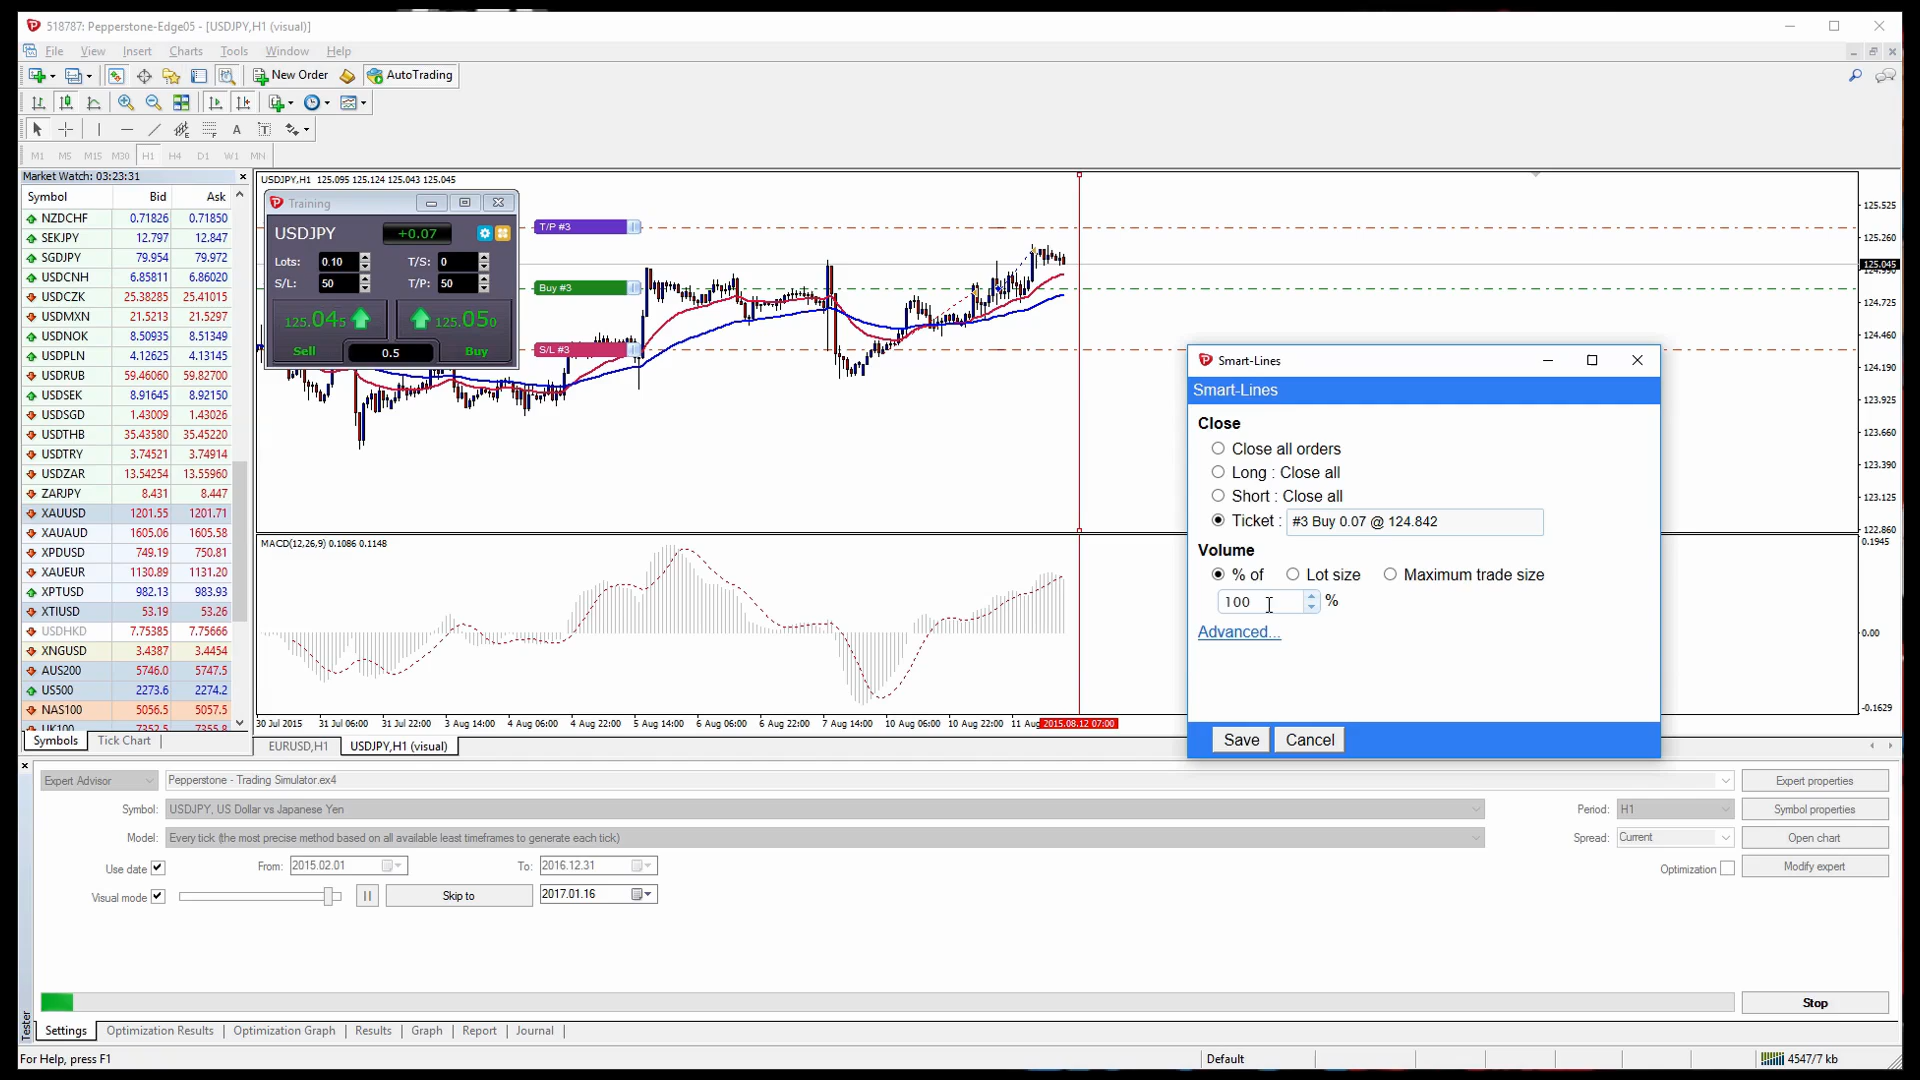 518787: Pepperstone-Edge05 - [USDJPY,H1 (visual)]
File View Insert Charts Tools Window Help
New Order AutoTrading
A T
M1 M5 M15 M30 H1 H4 D1 W1 MN
Market Watch: 03:23:31
Symbol Bid Ask
NZDCHF 0.71826 0.71850
SEKJPY 12.797 12.847
SGDJPY 79.954 79.972
USDCNH 6.85811 6.86020
USDCZK 25.38285 25.41015
USDMXN 21.5213 21.5297
USDNOK 8.50935 8.51349
USDPLN 4.12625 4.13145
USDRUB 59.46060 59.82700
USDSEK 8.91645 8.92150
USDSGD 1.43009 1.43026
USDTHB 35.43580 35.45220
USDTRY 3.74521 3.74914
USDZAR 13.54254 13.55960
ZARJPY 8.431 8.447
XAUUSD 1201.55 1201.71
XAUAUD 1605.06 1605.58
XPDUSD 749.19 750.81
XAUEUR 1130.89 1131.20
XPTUSD 982.13 983.93
XTIUSD 53.19 53.26
USDHKD 7.75385 7.75666
XNGUSD 3.4387 3.4454
AUS200 5746.0 5747.5
US500 2273.6 2274.2
NAS100 5056.5 5057.5
UK100 7352.5 7355.8
Symbols Tick Chart
USDJPY,H1 125.095 125.124 125.043 125.045
Training
USDJPY +0.07
Lots: 0.10 T/S: 0
S/L: 50 T/P: 50
125.045 125.050
Sell 0.5 Buy
T/P #3
Buy #3
S/L #3
125.525
125.260
125.045
124.990
124.725
124.460
124.190
123.925
123.660
123.390
123.125
122.860
MACD(12,26,9) 0.1086 0.1148
0.1945
0.00
-0.1629
30 Jul 2015 31 Jul 06:00 31 Jul 22:00 3 Aug 14:00 4 Aug 06:00 4 Aug 22:00 5 Aug 14:00 6 Aug 06:00 6 Aug 22:00 7 Aug 14:00 10 Aug 06:00 10 Aug 22:00 11 Aug 2015.08.12 07:00
EURUSD,H1 USDJPY,H1 (visual)
Smart-Lines
Smart-Lines
Close
Close all orders
Long : Close all
Short : Close all
Ticket : #3 Buy 0.07 @ 124.842
Volume
% of Lot size Maximum trade size
100 %
Advanced...
Save Cancel
Expert Advisor Pepperstone - Trading Simulator.ex4 Expert properties
Symbol: USDJPY, US Dollar vs Japanese Yen Period: H1 Symbol properties
Model: Every tick (the most precise method based on all available least timeframes to generate each tick) Spread: Current Open chart
Use date From: 2015.02.01 To: 2016.12.31 Optimization Modify expert
Visual mode Skip to 2017.01.16
Stop
Tester
Settings Optimization Results Optimization Graph Results Graph Report Journal
For Help, press F1 Default 4547/7 kb